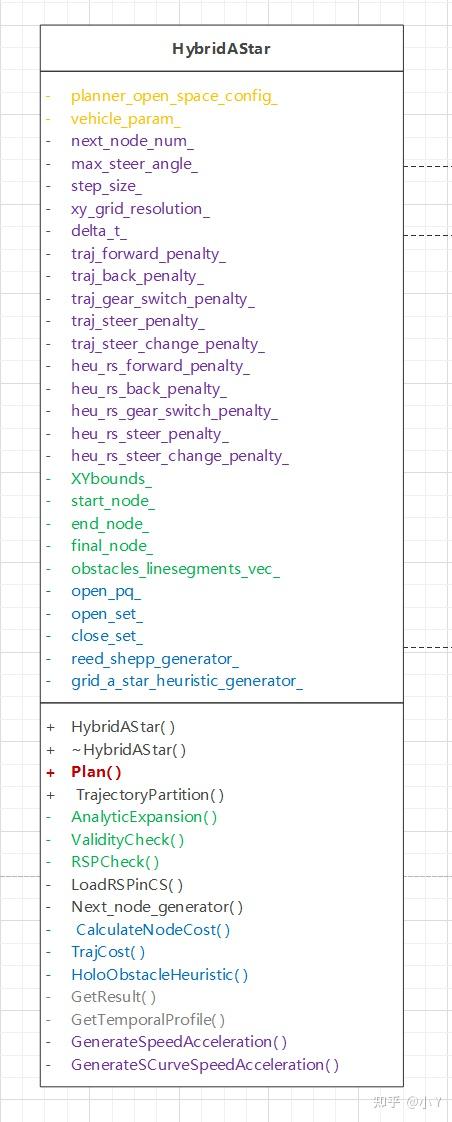 HybridAStar
- planner_open_space_config_
- vehicle_param_
- next_node_num_
- max_steer_angle_
- step_size_
- xy_grid_resolution_
- delta_t_
- traj_forward_penalty_
- traj_back_penalty_
- traj_gear_switch_penalty_
- traj_steer_penalty_
- traj_steer_change_penalty_
- heu_rs_forward_penalty_
- heu_rs_back_penalty_
- heu_rs_gear_switch_penalty_
- heu_rs_steer_penalty_
- heu_rs_steer_change_penalty_
- XYbounds_
- start_node_
- end_node_
- final_node_
- obstacles_linesegments_vec_
- open_pq_
- open_set_
- close_set_
- reed_shepp_generator_
- grid_a_star_heuristic_generator_
+ HybridAStar( )
+ ~HybridAStar( )
+ Plan( )
+ TrajectoryPartition( )
- AnalyticExpansion( )
- ValidityCheck( )
- RSPCheck( )
- LoadRSPinCS( )
- Next_node_generator( )
- CalculateNodeCost( )
- TrajCost( )
- HoloObstacleHeuristic( )
- GetResult( )
- GetTemporalProfile( )
- GenerateSpeedAcceleration( )
- GenerateSCurveSpeedAcceleration( )
知乎 @小Y